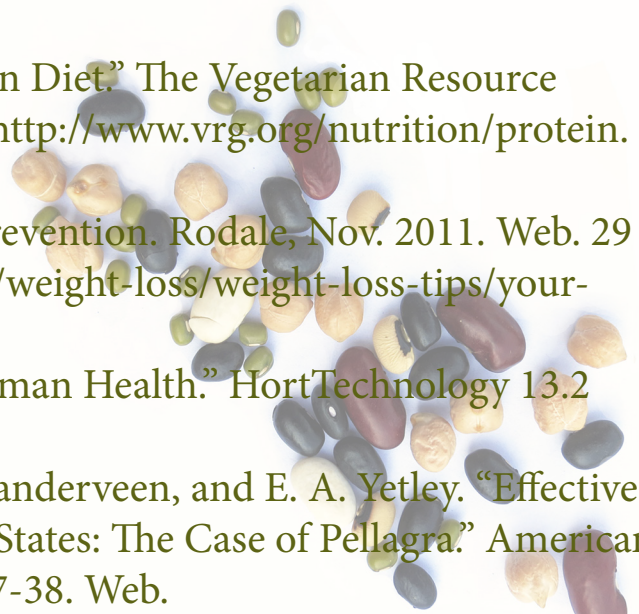 n Diet.” The Vegetarian Resource
http://www.vrg.org/nutrition/protein.
revention. Rodale, Nov. 2011. Web. 29
/weight-loss/weight-loss-tips/your-
man Health.” HortTechnology 13.2
anderveen, and E. A. Yetley. “Effective
States: The Case of Pellagra.” American
7-38. Web.